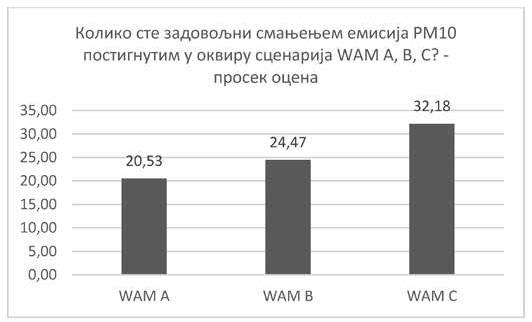 Колико сте задовољни смањењем емисија PM10
постигнутим у оквиру сценарија WAM A, B, C? -
просек оцена
35,00
30,00
25,00
20,00
15,00
10,00
5,00
0,00
20,53
24,47
32,18
WAM A
WAM B
WAM C